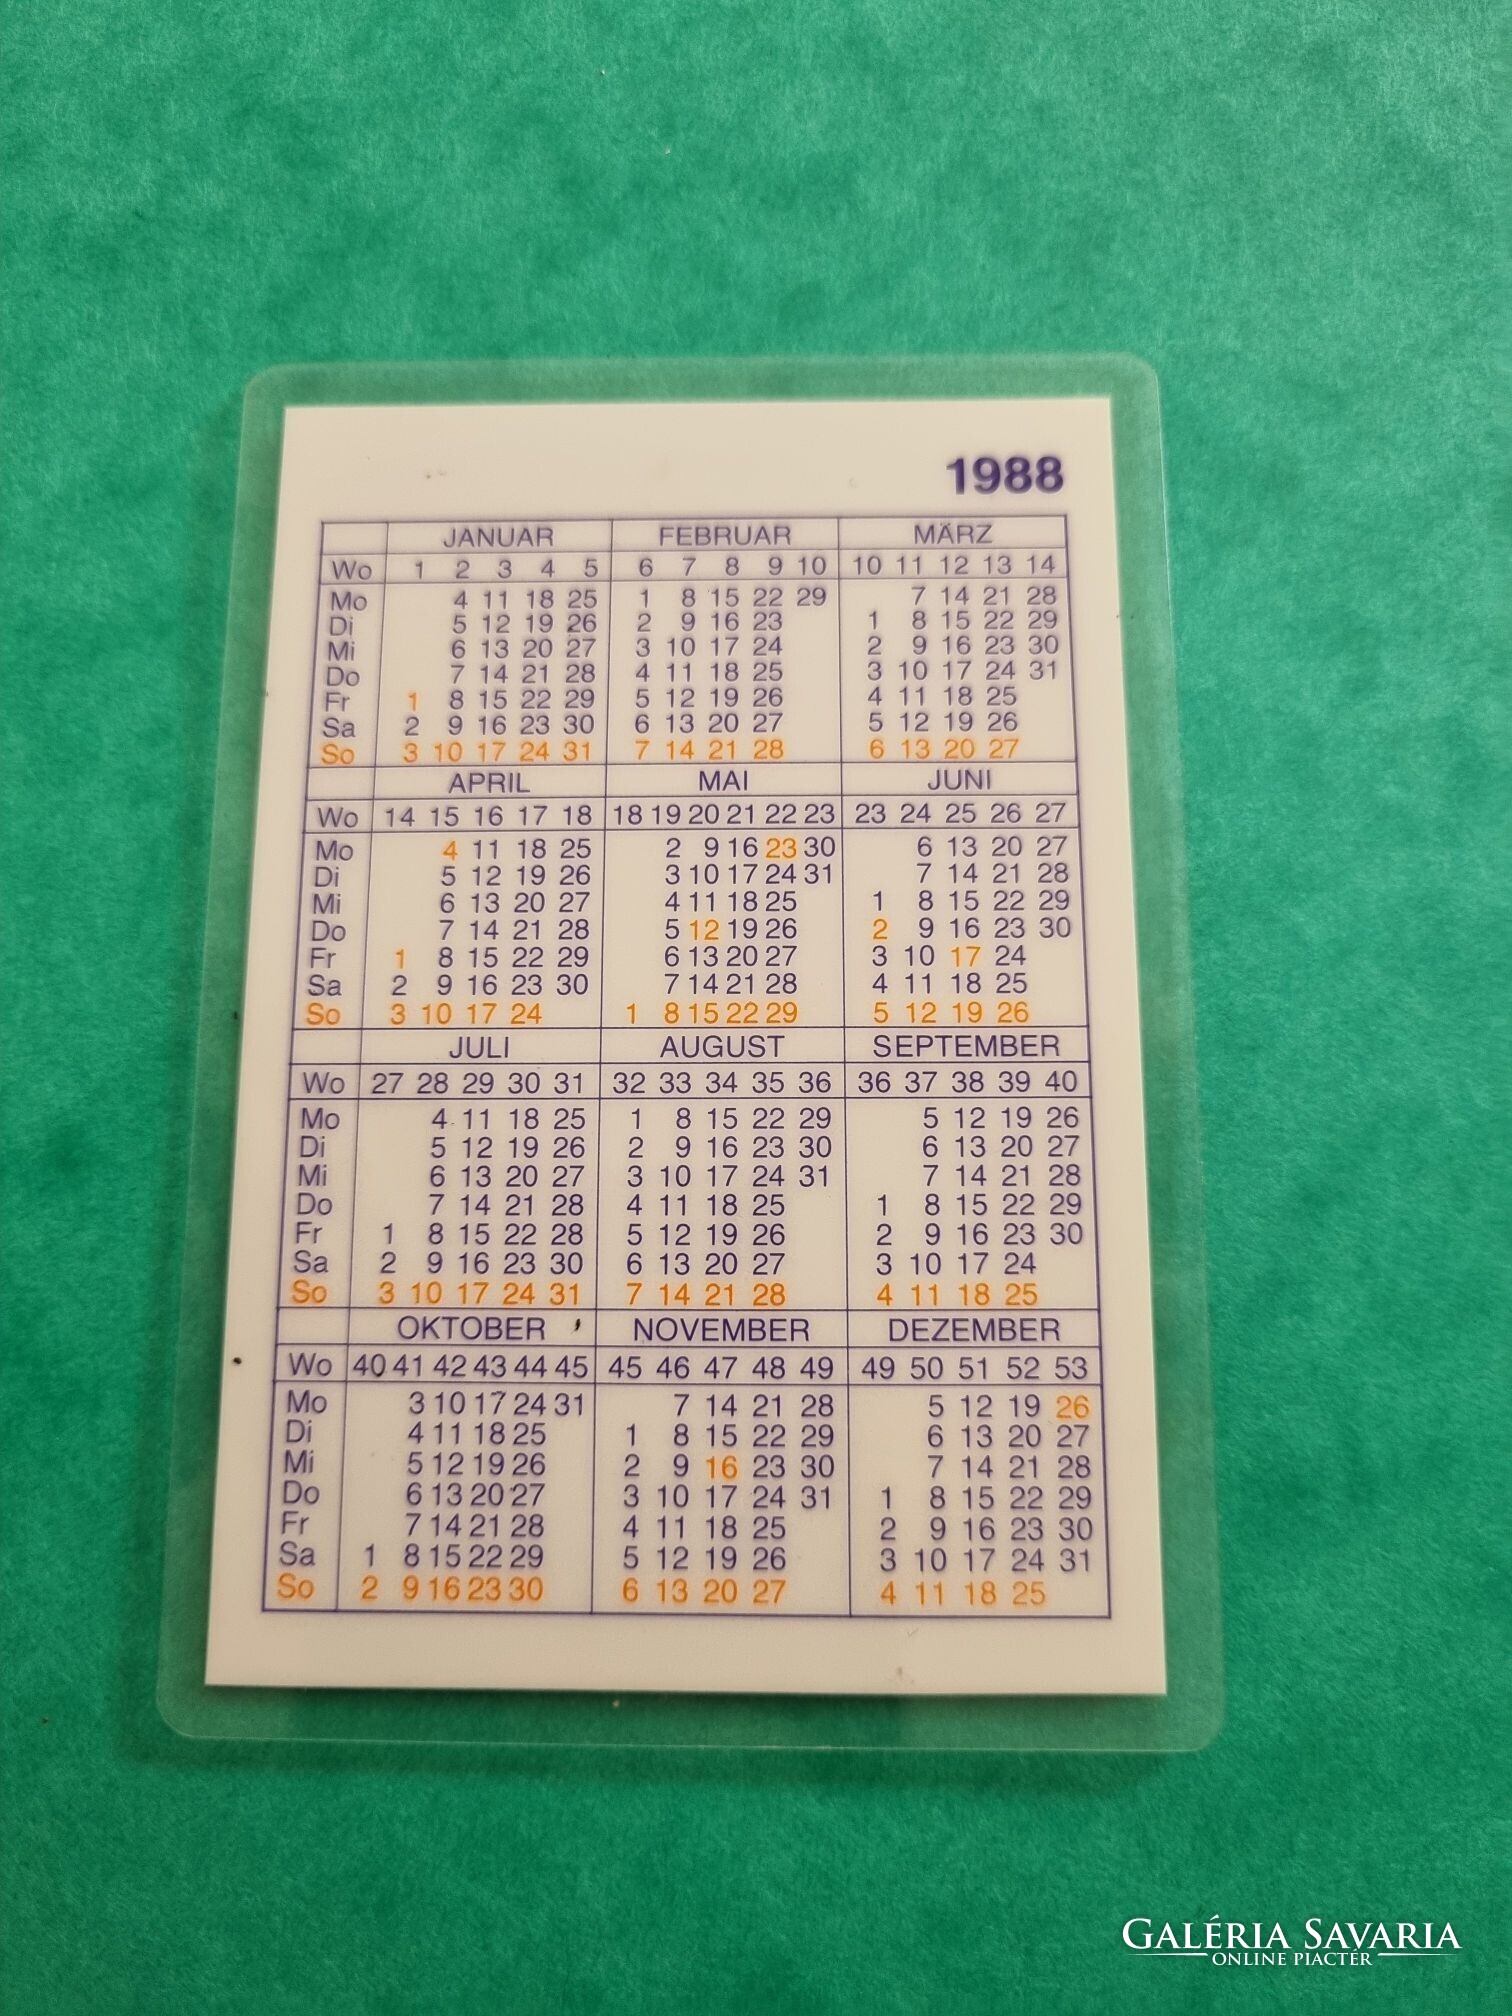 1988
JANUAR FEBRUAR MÄRZ
Wo 1 2 3 4 5 6 7 8 9 10 10 11 12 13 14
Mo 4 11 18 25 1 8 15 22 29 7 14 21 28
Di 5 12 19 26 2 9 16 23 1 8 15 22 29
Mi 6 13 20 27 3 10 17 24 2 9 16 23 30
Do 7 14 21 28 4 11 18 25 3 10 17 24 31
Fr 1 8 15 22 29 5 12 19 26 4 11 18 25
Sa 2 9 16 23 30 6 13 20 27 5 12 19 26
So 3 10 17 24 31 7 14 21 28 6 13 20 27
APRIL MAI JUNI
Wo 14 15 16 17 18 18 19 20 21 22 23 23 24 25 26 27
Mo 4 11 18 25 2 9 16 23 30 6 13 20 27
Di 5 12 19 26 3 10 17 24 31 7 14 21 28
Mi 6 13 20 27 4 11 18 25 1 8 15 22 29
Do 7 14 21 28 5 12 19 26 2 9 16 23 30
Fr 1 8 15 22 29 6 13 20 27 3 10 17 24
Sa 2 9 16 23 30 7 14 21 28 4 11 18 25
So 3 10 17 24 1 8 15 22 29 5 12 19 26
JULI AUGUST SEPTEMBER
Wo 27 28 29 30 31 32 33 34 35 36 36 37 38 39 40
Mo 4 11 18 25 1 8 15 22 29 5 12 19 26
Di 5 12 19 26 2 9 16 23 30 6 13 20 27
Mi 6 13 20 27 3 10 17 24 31 7 14 21 28
Do 7 14 21 28 4 11 18 25 1 8 15 22 29
Fr 1 8 15 22 28 5 12 19 26 2 9 16 23 30
Sa 2 9 16 23 30 6 13 20 27 3 10 17 24
So 3 10 17 24 31 7 14 21 28 4 11 18 25
OKTOBER NOVEMBER DEZEMBER
Wo 40 41 42 43 44 45 45 46 47 48 49 49 50 51 52 53
Mo 3 10 17 24 31 7 14 21 28 5 12 19 26
Di 4 11 18 25 1 8 15 22 29 6 13 20 27
Mi 5 12 19 26 2 9 16 23 30 7 14 21 28
Do 6 13 20 27 3 10 17 24 31 1 8 15 22 29
Fr 7 14 21 28 4 11 18 25 2 9 16 23 30
Sa 1 8 15 22 29 5 12 19 26 3 10 17 24 31
So 2 9 16 23 30 6 13 20 27 4 11 18 25
GALÉRIA SAVARIA
ONLINE PIACTÉR